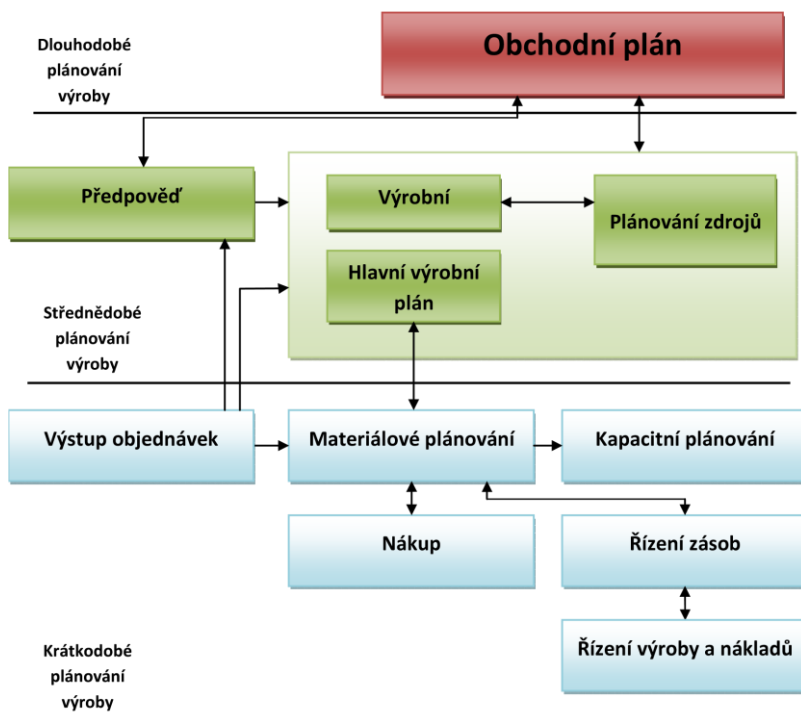 Dlouhodobé
plánování
výroby
Obchodní plán
Předpověď
Výrobní
Plánování zdrojů
Hlavní výrobní
plán
Střednědobé
plánování
výroby
Výstup objednávek
Materiálové plánování
Kapacitní plánování
Nákup
Řízení zásob
Řízení výroby a nákladů
Krátkodobé
plánování
výroby